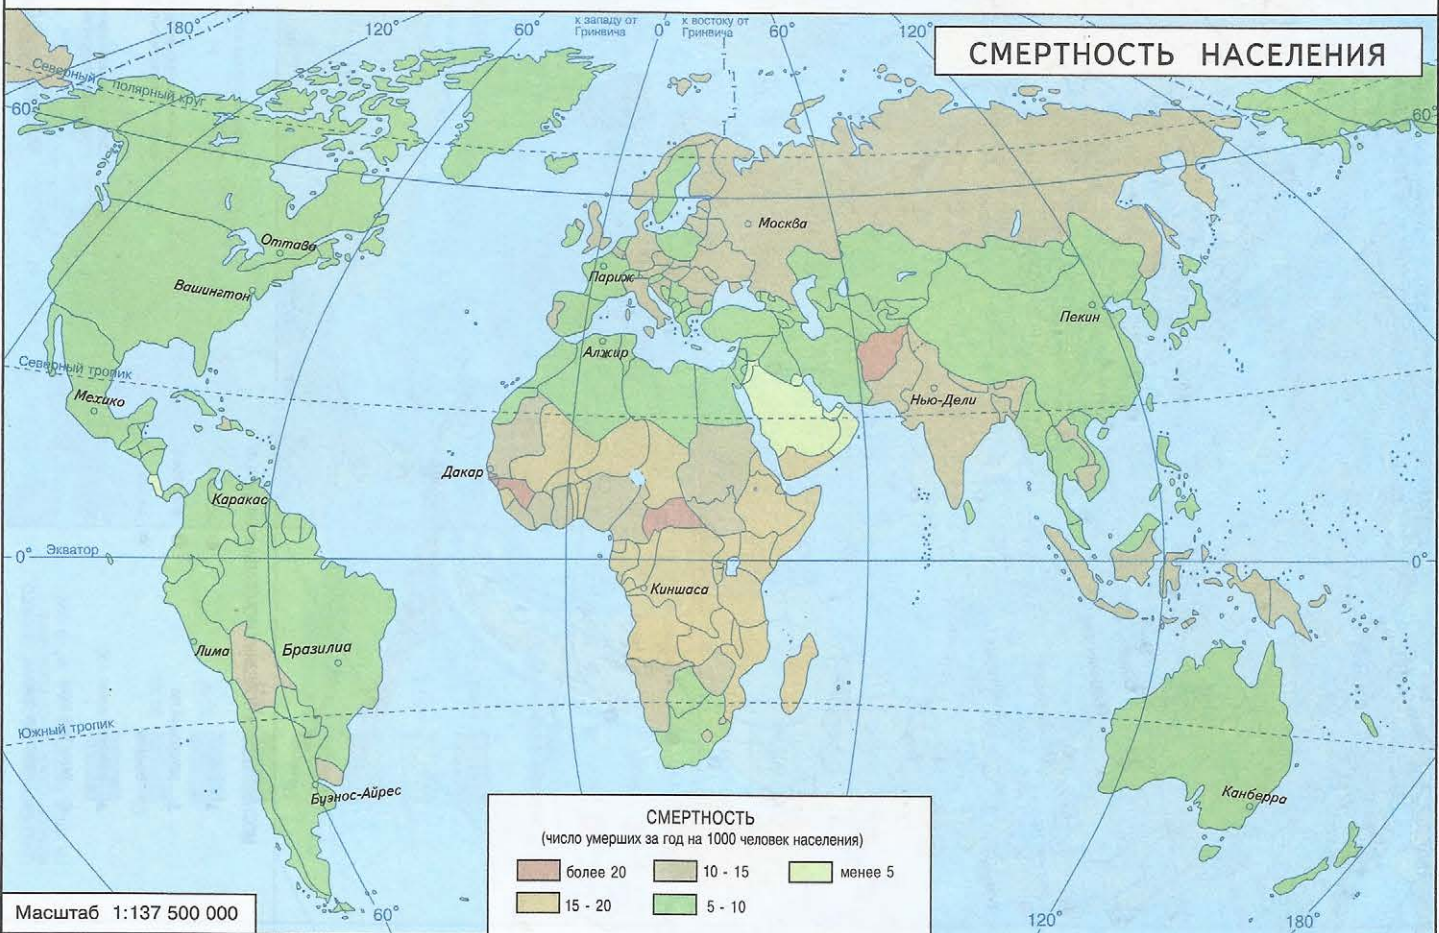 180°
120°
60°
к западу от
Гринвича
0°
к востоку от
Гринвича
60°
120°
СМЕРТНОСТЬ НАСЕЛЕНИЯ
Северный полярный круг
60°
60°
Москва
Оттава
Париж
Вашингтон
Пекин
Алжир
Северный тропик
Мехико
Нью-Дели
Дакар
Каракас
0°
Экватор
0°
Киншаса
Лима
Бразилиа
Южный тропик
Буэнос-Айрес
Канберра
СМЕРТНОСТЬ
(число умерших за год на 1000 человек населения)
более 20
10 - 15
менее 5
15 - 20
5 - 10
Масштаб 1:137 500 000
60°
120°
180°